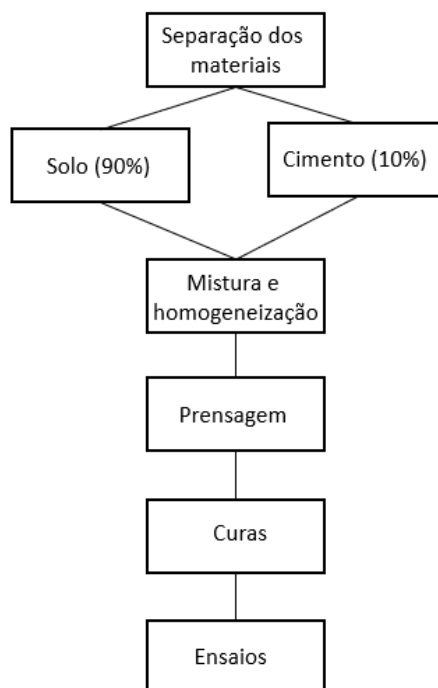 Separação dos
materiais
Solo (90%)
Cimento (10%)
Mistura e
homogeneização
Prensagem
Curas
Ensaios